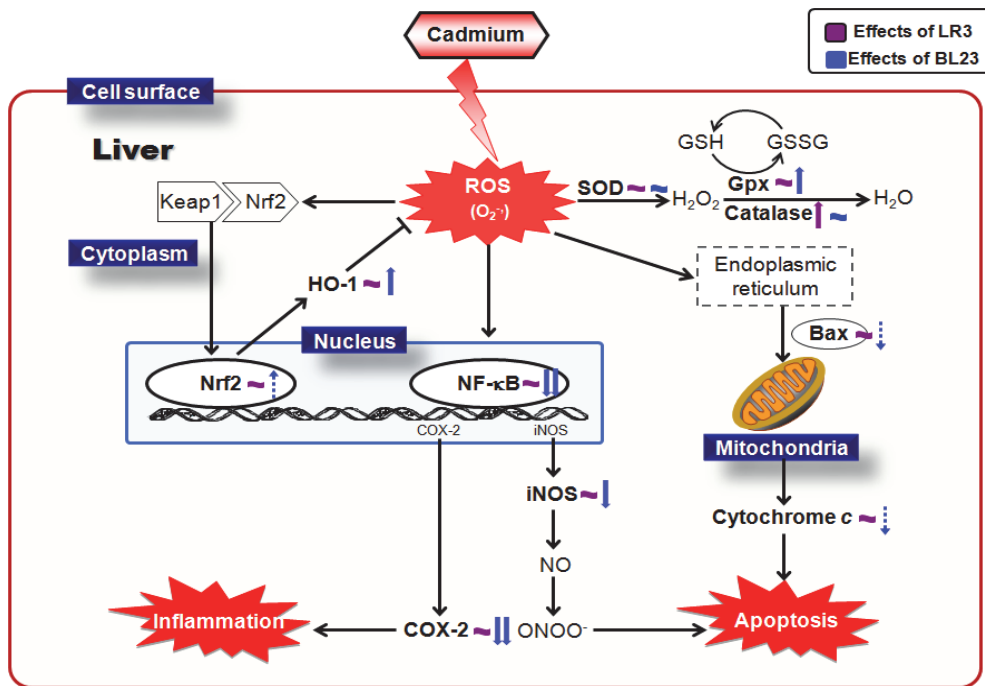 Cadmium
Effects of LR3
Effects of BL23
Cell surface
Liver
GSH GSSG
Keap1 Nrf2
ROS
(O₂⁻·)
SOD ~ ~
H₂O₂
Gpx ~
Catalase ~
H₂O
Cytoplasm
HO-1 ~
Endoplasmic
reticulum
Nucleus
Bax ~
Nrf2 ~
NF-κB ~
COX-2 iNOS
Mitochondria
iNOS ~
Cytochrome c ~
NO
Inflammation
COX-2 ~
ONOO⁻
Apoptosis